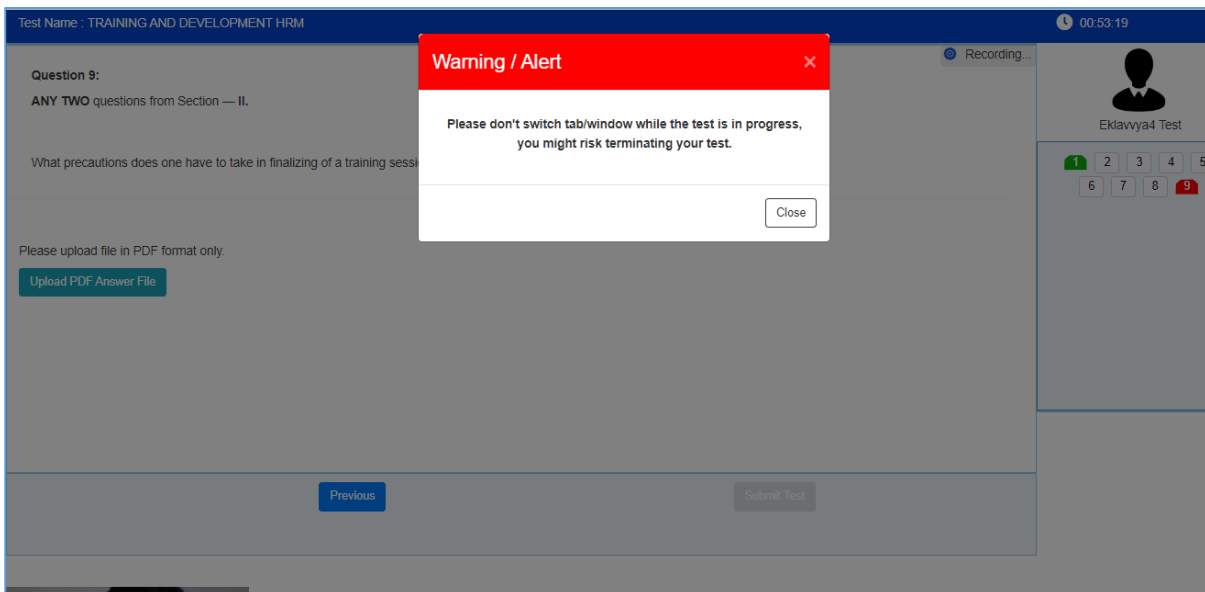 Test Name : TRAINING AND DEVELOPMENT HRM
00:53:19
Warning / Alert
×
Recording...
Question 9:
ANY TWO questions from Section — II.
Please don't switch tab/window while the test is in progress,
you might risk terminating your test.
Eklavvya4 Test
What precautions does one have to take in finalizing of a training
1 2 3 4 5
6 7 8 9
Close
Please upload file in PDF format only.
Upload PDF Answer File
Previous
Submit Test